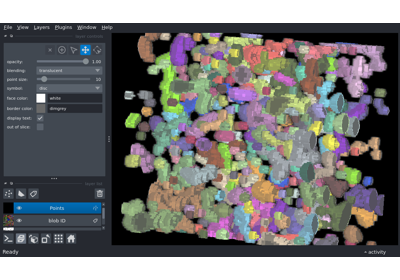 File View Layers Plugins Window Help
opacity: 1.00
blending: translucent
point size: 10
symbol: disc
face color: white
border color: dimgrey
display text:
out of slice:
Points
blob ID
Ready
activity